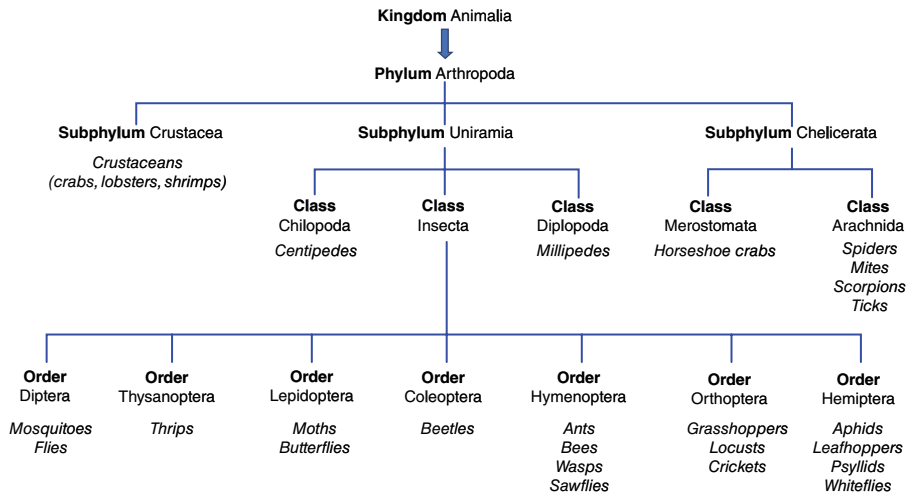 Kingdom Animalia
Phylum Arthropoda
Subphylum Crustacea
Crustaceans
(crabs, lobsters, shrimps)
Subphylum Uniramia
Subphylum Chelicerata
Class
Chilopoda
Centipedes
Class
Insecta
Class
Diplopoda
Millipedes
Class
Merostomata
Horseshoe crabs
Class
Arachnida
Spiders
Mites
Scorpions
Ticks
Order
Diptera
Mosquitoes
Flies
Order
Thysanoptera
Thrips
Order
Lepidoptera
Moths
Butterflies
Order
Coleoptera
Beetles
Order
Hymenoptera
Ants
Bees
Wasps
Sawflies
Order
Orthoptera
Grasshoppers
Locusts
Crickets
Order
Hemiptera
Aphids
Leafhoppers
Psyllids
Whiteflies